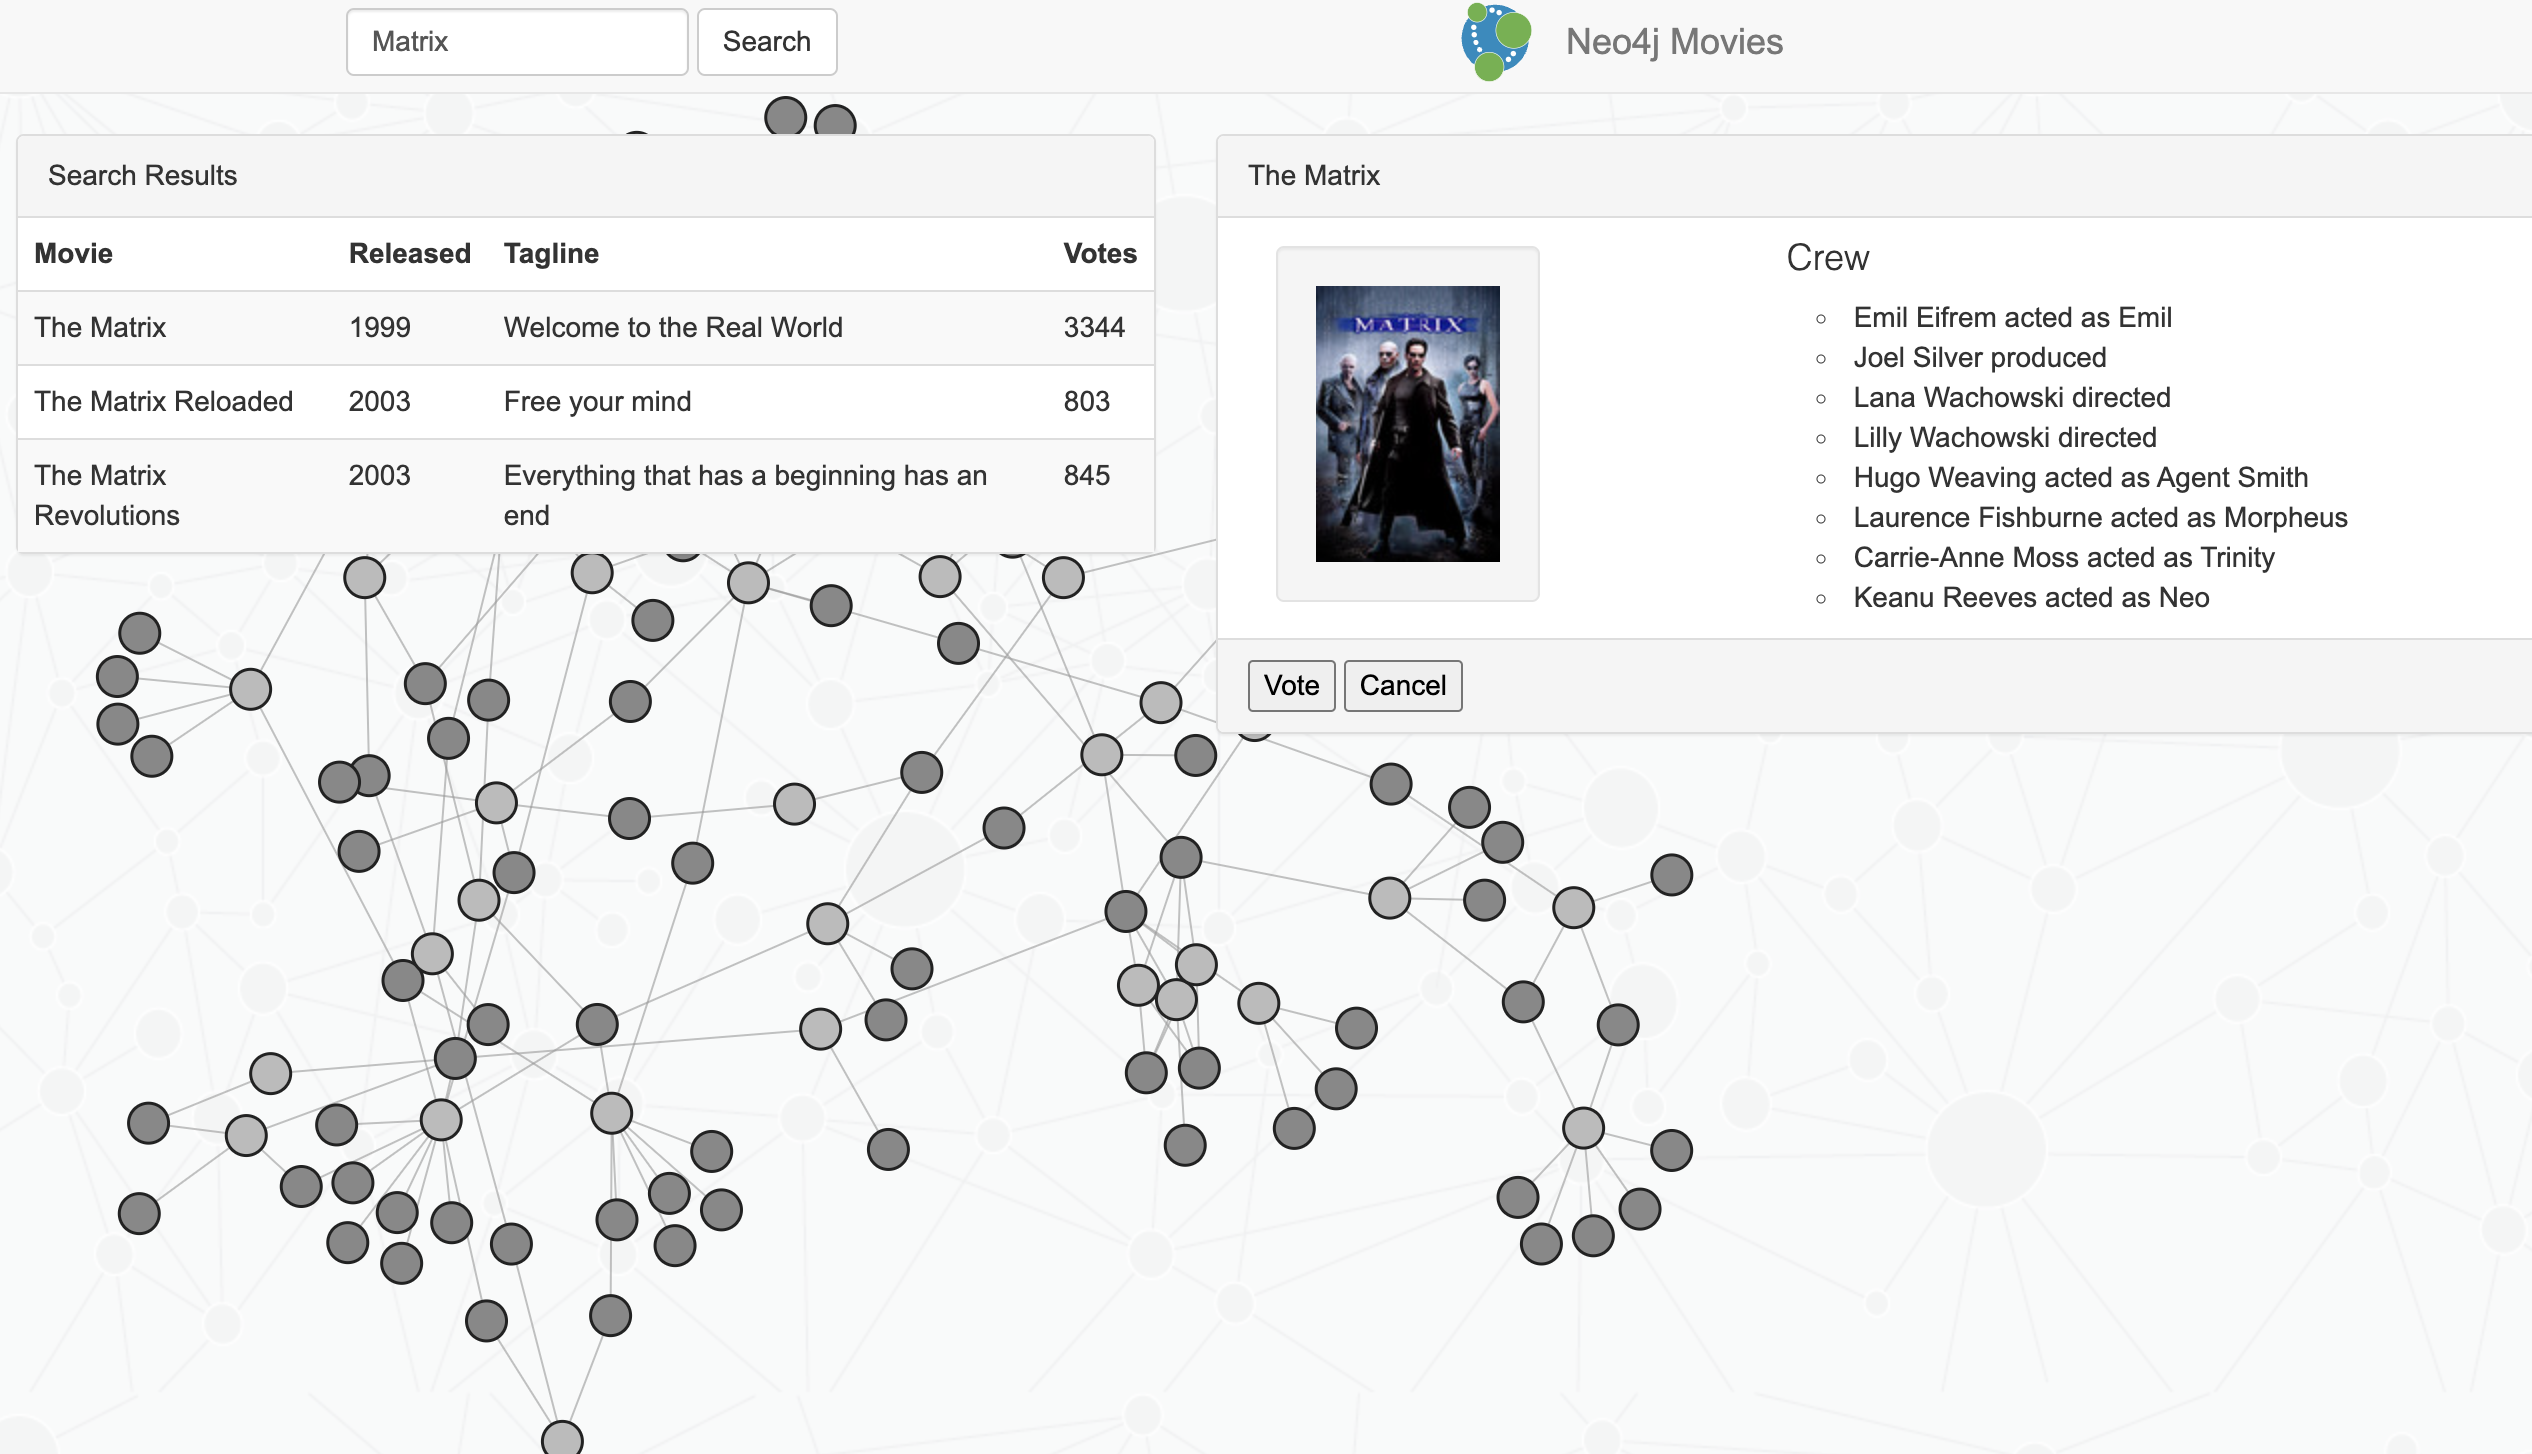 Matrix Search Neo4j Movies
Search Results
Movie Released Tagline Votes
The Matrix 1999 Welcome to the Real World 3344
The Matrix Reloaded 2003 Free your mind 803
The Matrix 2003 Everything that has a beginning has an 845
Revolutions end
The Matrix
MATRIX
Crew
Emil Eifrem acted as Emil
Joel Silver produced
Lana Wachowski directed
Lilly Wachowski directed
Hugo Weaving acted as Agent Smith
Laurence Fishburne acted as Morpheus
Carrie-Anne Moss acted as Trinity
Keanu Reeves acted as Neo
Vote Cancel